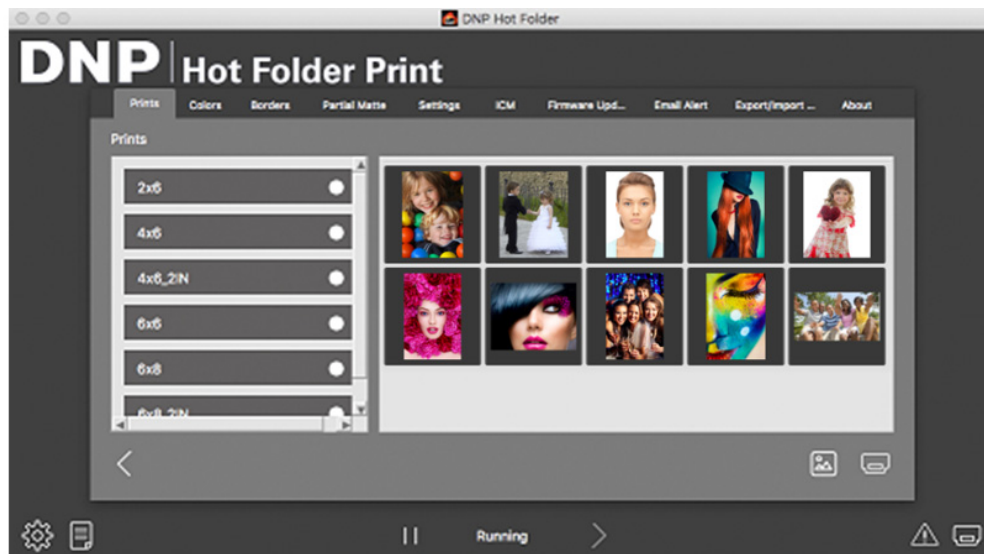 DNP Hot Folder
DNP Hot Folder Print
Prints Colors Borders Partial Matte Settings ICM Firmware Upd... Email Alert Export/Import ... About
Prints
2x6
4x6
4x6_2IN
6x6
6x8
6x8_2IN
Running